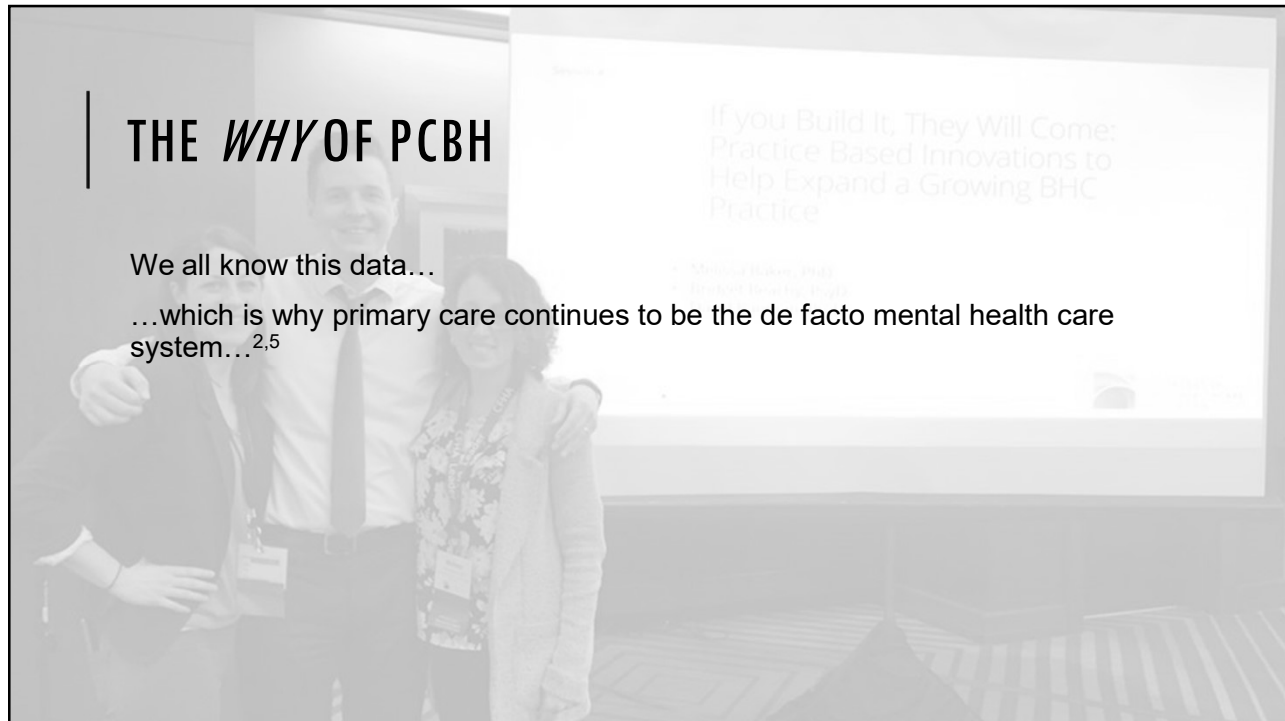 THE WHY OF PCBH
If you Build It, They Will Come:
Practice Based Innovations to
Help Expand a Growing BHC
Practice
We all know this data…
…which is why primary care continues to be the de facto mental health care
system…2,5